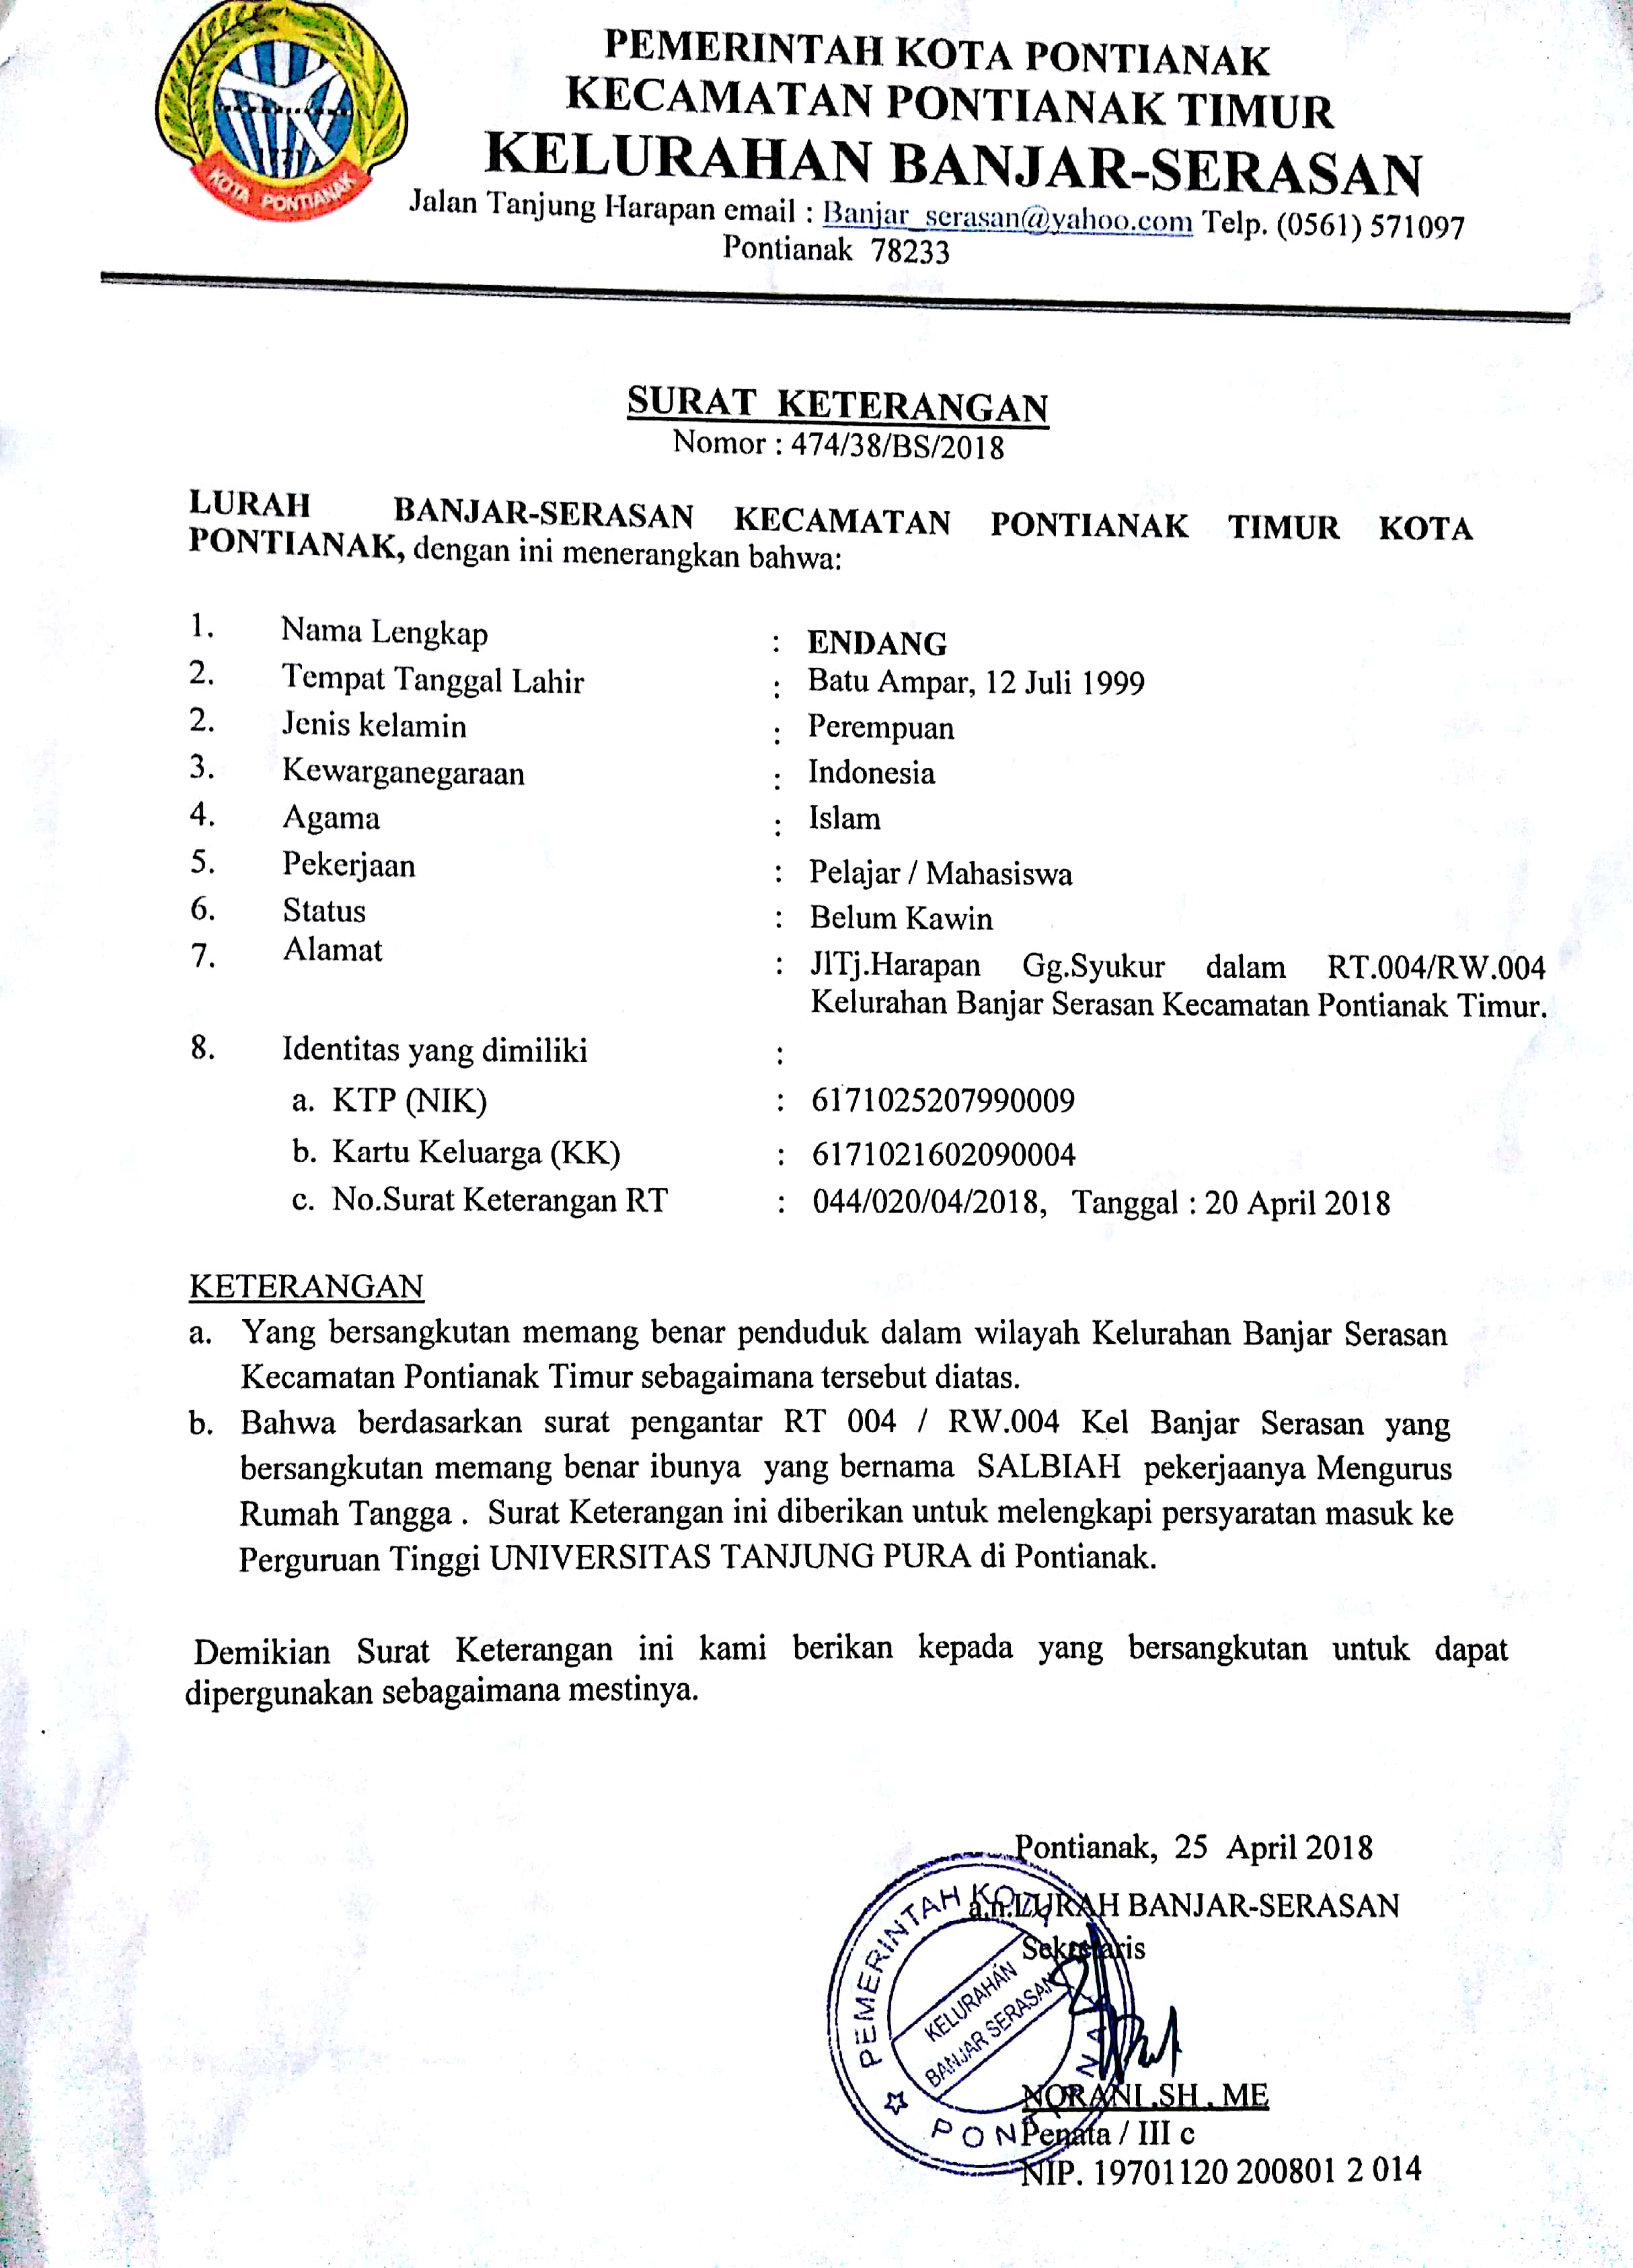 PEMERINTAH KOTA PONTIANAK
KECAMATAN PONTIANAK TIMUR
KELURAHAN BANJAR-SERASAN
Jalan Tanjung Harapan email : Banjar_serasan@yahoo.com Telp. (0561) 571097
Pontianak 78233
KOTA PONTIANAK
SURAT KETERANGAN
Nomor : 474/38/BS/2018
LURAH BANJAR-SERASAN KECAMATAN PONTIANAK TIMUR KOTA
PONTIANAK, dengan ini menerangkan bahwa:
1. Nama Lengkap : ENDANG
2. Tempat Tanggal Lahir : Batu Ampar, 12 Juli 1999
2. Jenis kelamin : Perempuan
3. Kewarganegaraan : Indonesia
4. Agama : Islam
5. Pekerjaan : Pelajar / Mahasiswa
6. Status : Belum Kawin
7. Alamat : JlTj.Harapan Gg.Syukur dalam RT.004/RW.004
Kelurahan Banjar Serasan Kecamatan Pontianak Timur.
8. Identitas yang dimiliki :
a. KTP (NIK) : 6171025207990009
b. Kartu Keluarga (KK) : 6171021602090004
c. No.Surat Keterangan RT : 044/020/04/2018, Tanggal : 20 April 2018
KETERANGAN
a. Yang bersangkutan memang benar penduduk dalam wilayah Kelurahan Banjar Serasan
Kecamatan Pontianak Timur sebagaimana tersebut diatas.
b. Bahwa berdasarkan surat pengantar RT 004 / RW.004 Kel Banjar Serasan yang
bersangkutan memang benar ibunya yang bernama SALBIAH pekerjaanya Mengurus
Rumah Tangga . Surat Keterangan ini diberikan untuk melengkapi persyaratan masuk ke
Perguruan Tinggi UNIVERSITAS TANJUNG PURA di Pontianak.
Demikian Surat Keterangan ini kami berikan kepada yang bersangkutan untuk dapat
dipergunakan sebagaimana mestinya.
Pontianak, 25 April 2018
a.n.LURAH BANJAR-SERASAN
Sekretaris
PEMERINTAH KOTA
KELURAHAN
BANJAR SERASAN
NORANI.SH. ME
Penata / III c
NIP. 19701120 200801 2 014